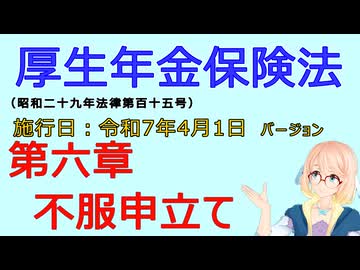 厚生年金保険法
（昭和二十九年法律第百十五号）
施行日：令和7年4月1日　バージョン
第六章
不服申立て